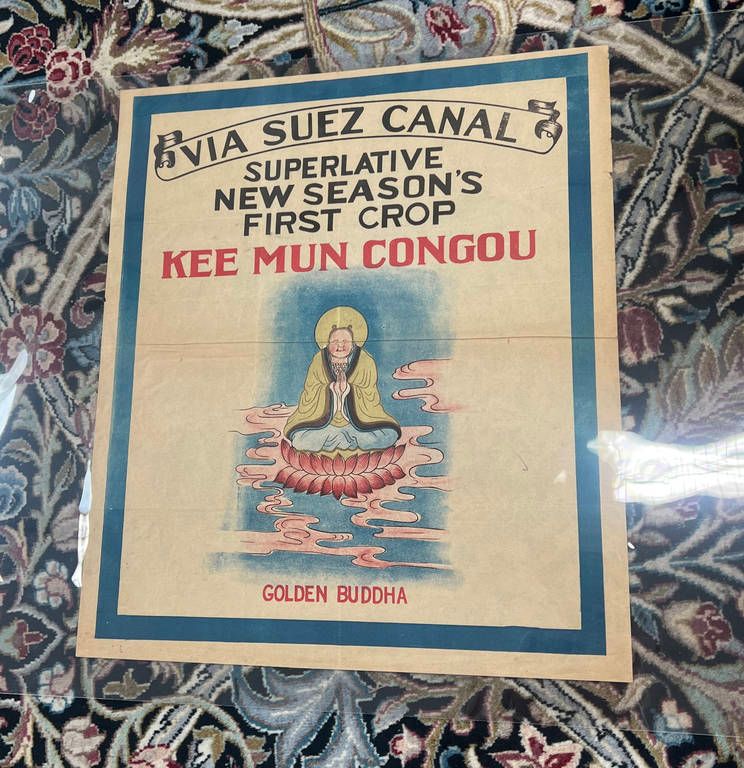 VIA SUEZ CANAL
SUPERLATIVE
NEW SEASON'S
FIRST CROP
KEE MUN CONGOU
GOLDEN BUDDHA